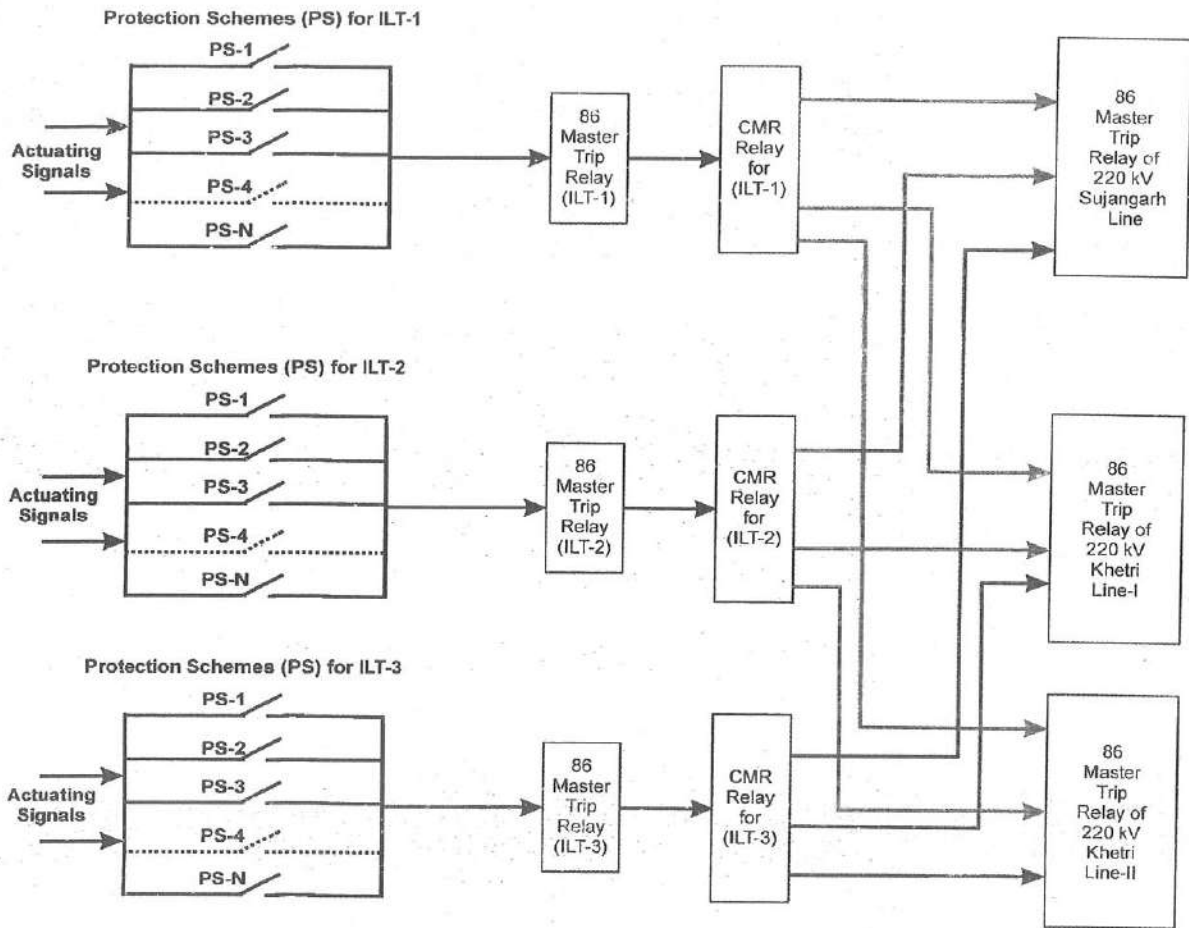 Protection Schemes (PS) for ILT-1
PS-1
PS-2
PS-3
PS-4
PS-N
Actuating
Signals
86
Master
Trip
Relay
(ILT-1)
CMR
Relay
for
(ILT-1)
86
Master
Trip
Relay of
220 kV
Sujangarh
Line
Protection Schemes (PS) for ILT-2
PS-1
PS-2
PS-3
PS-4
PS-N
Actuating
Signals
86
Master
Trip
Relay
(ILT-2)
CMR
Relay
for
(ILT-2)
86
Master
Trip
Relay of
220 kV
Khetri
Line-I
Protection Schemes (PS) for ILT-3
PS-1
PS-2
PS-3
PS-4
PS-N
Actuating
Signals
86
Master
Trip
Relay
(ILT-3)
CMR
Relay
for
(ILT-3)
86
Master
Trip
Relay of
220 kV
Khetri
Line-II